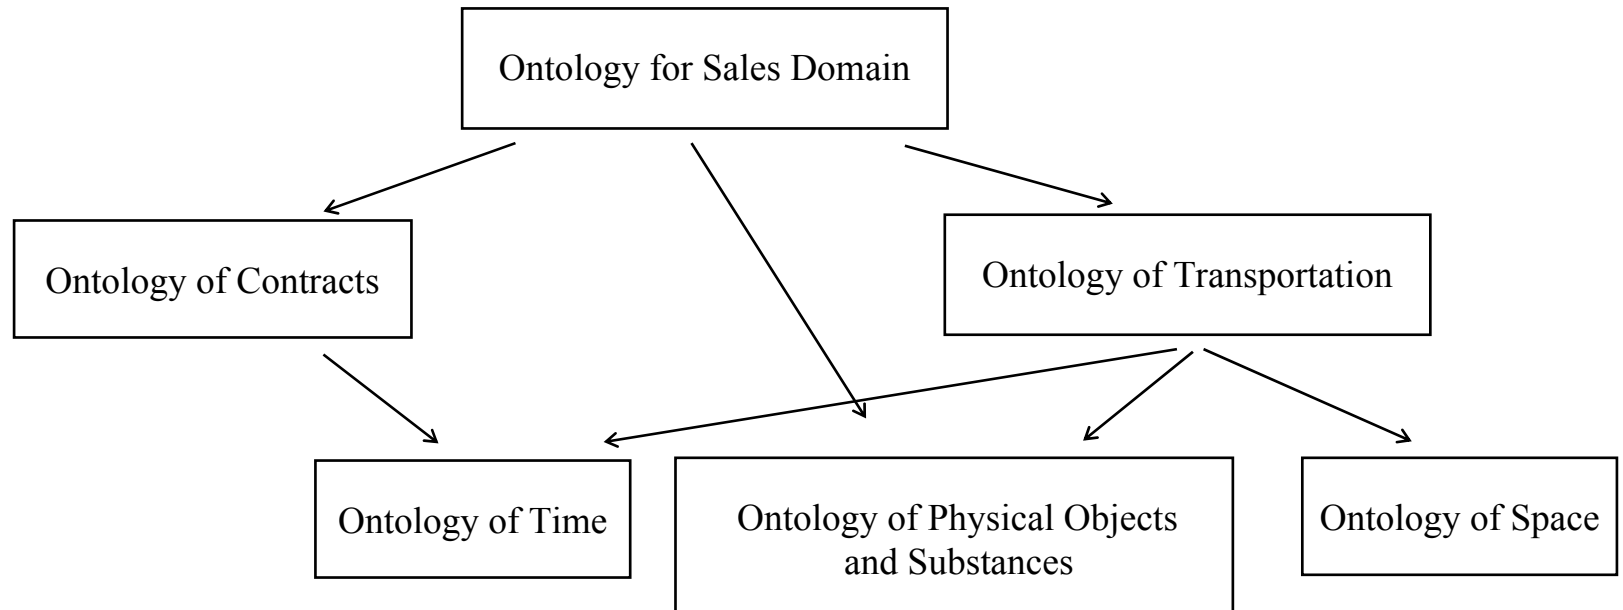 Ontology for Sales Domain
Ontology of Contracts
Ontology of Transportation
Ontology of Time
Ontology of Physical Objects
and Substances
Ontology of Space